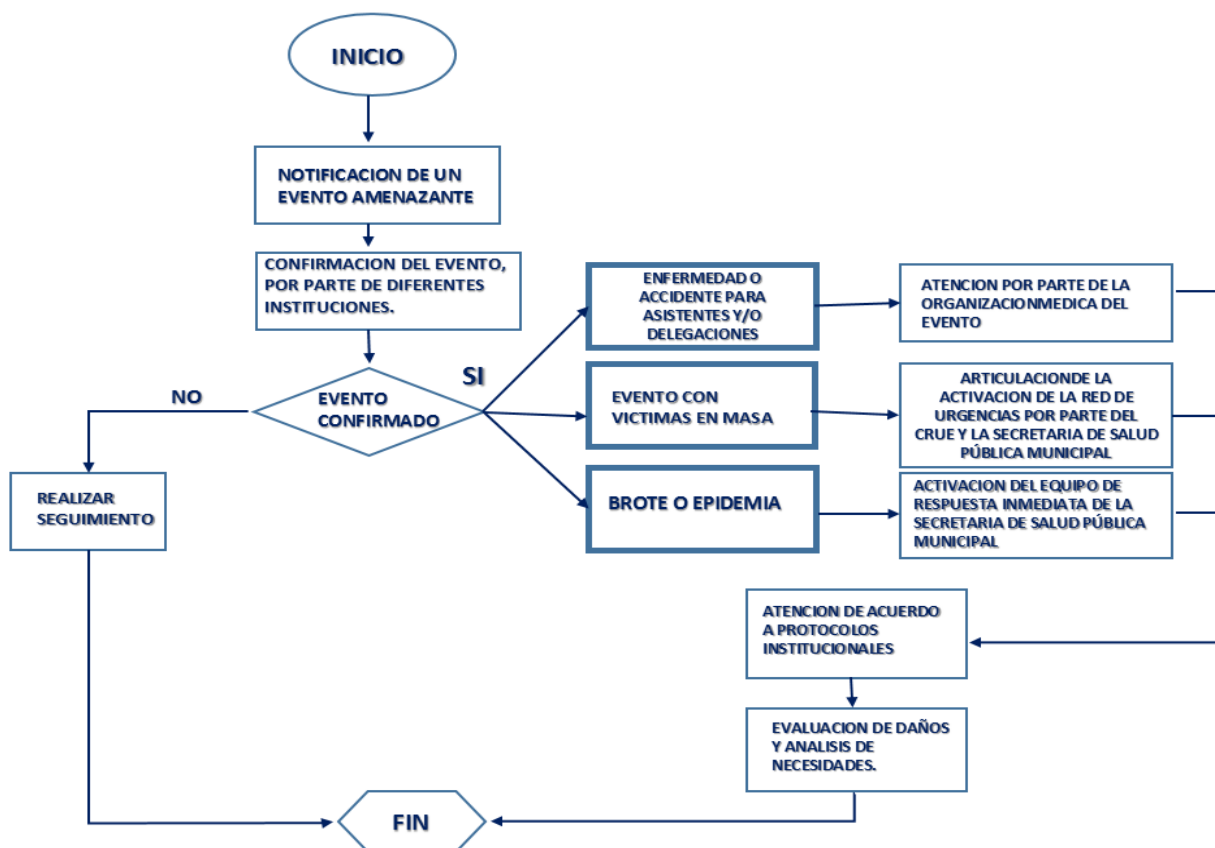 INICIO
NOTIFICACION DE UN
EVENTO AMENAZANTE
CONFIRMACION DEL EVENTO,
POR PARTE DE DIFERENTES
INSTITUCIONES.
EVENTO
CONFIRMADO
NO
SI
REALIZAR
SEGUIMIENTO
ENFERMEDAD O
ACCIDENTE PARA
ASISTENTES Y/O
DELEGACIONES
ATENCION POR PARTE DE LA
ORGANIZACIONMEDICA DEL
EVENTO
EVENTO CON
VICTIMAS EN MASA
ARTICULACIONDE LA
ACTIVACION DE LA RED DE
URGENCIAS POR PARTE DEL
CRUE Y LA SECRETARIA DE SALUD
PÚBLICA MUNICIPAL
BROTE O EPIDEMIA
ACTIVACION DEL EQUIPO DE
RESPUESTA INMEDIATA DE LA
SECRETARIA DE SALUD PÚBLICA
MUNICIPAL
ATENCION DE ACUERDO
A PROTOCOLOS
INSTITUCIONALES
EVALUACION DE DAÑOS
Y ANALISIS DE
NECESIDADES.
FIN